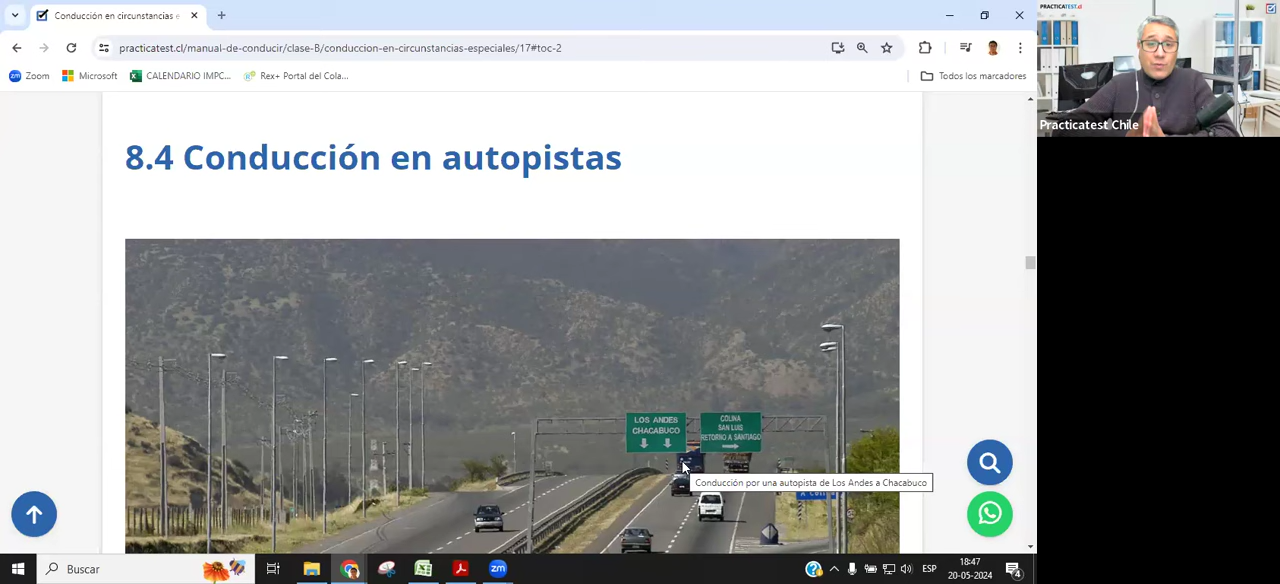 Conducción en circunstancias e
practicatest.cl/manual-de-conducir/clase-B/conduccion-en-circunstancias-especiales/17#toc-2
Zoom
Microsoft
CALENDARIO IMPC...
Rex+ Portal del Cola...
Todos los marcadores
PRACTICATEST.cl
Practicatest Chile
8.4 Conducción en autopistas
LOS ANDES
CHACABUCO
COLINA
SAN LUIS
RETORNO A SANTIAGO
Conducción por una autopista de Los Andes a Chacabuco
Buscar
ESP
18:47
20-05-2024
4